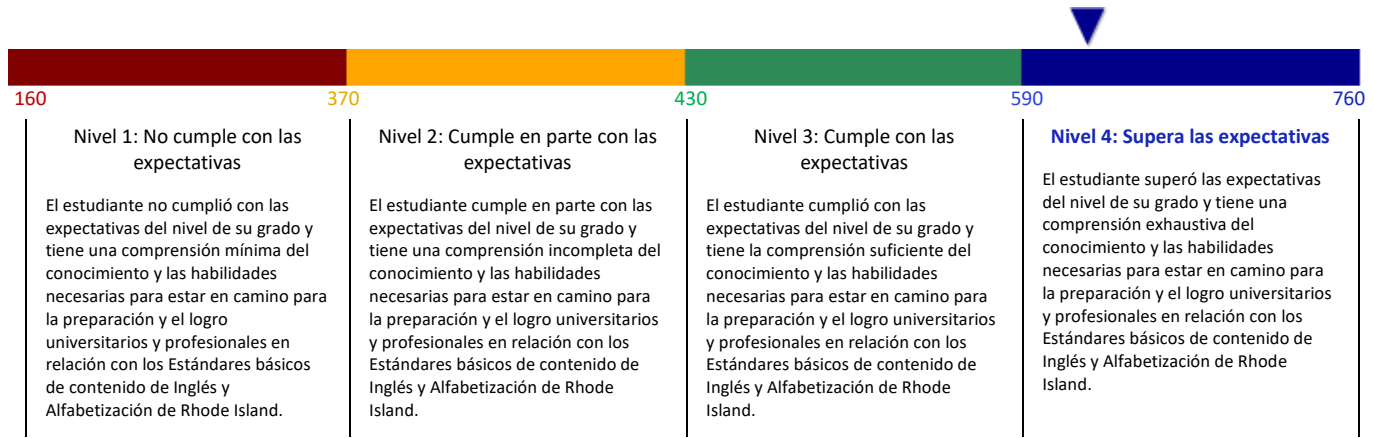 160 370 430 590 760
Nivel 1: No cumple con las
expectativas
El estudiante no cumplió con las
expectativas del nivel de su grado y
tiene una comprensión mínima del
conocimiento y las habilidades
necesarias para estar en camino para
la preparación y el logro
universitarios y profesionales en
relación con los Estándares básicos
de contenido de Inglés y
Alfabetización de Rhode Island.
Nivel 2: Cumple en parte con las
expectativas
El estudiante cumple en parte con las
expectativas del nivel de su grado y
tiene una comprensión incompleta del
conocimiento y las habilidades
necesarias para estar en camino para
la preparación y el logro universitarios
y profesionales en relación con los
Estándares básicos de contenido de
Inglés y Alfabetización de Rhode
Island.
Nivel 3: Cumple con las
expectativas
El estudiante cumplió con las
expectativas del nivel de su grado y
tiene la comprensión suficiente del
conocimiento y las habilidades
necesarias para estar en camino para
la preparación y el logro universitarios
y profesionales en relación con los
Estándares básicos de contenido de
Inglés y Alfabetización de Rhode
Island.
Nivel 4: Supera las expectativas
El estudiante superó las expectativas
del nivel de su grado y tiene una
comprensión exhaustiva del
conocimiento y las habilidades
necesarias para estar en camino para
la preparación y el logro universitarios
y profesionales en relación con los
Estándares básicos de contenido de
Inglés y Alfabetización de Rhode
Island.